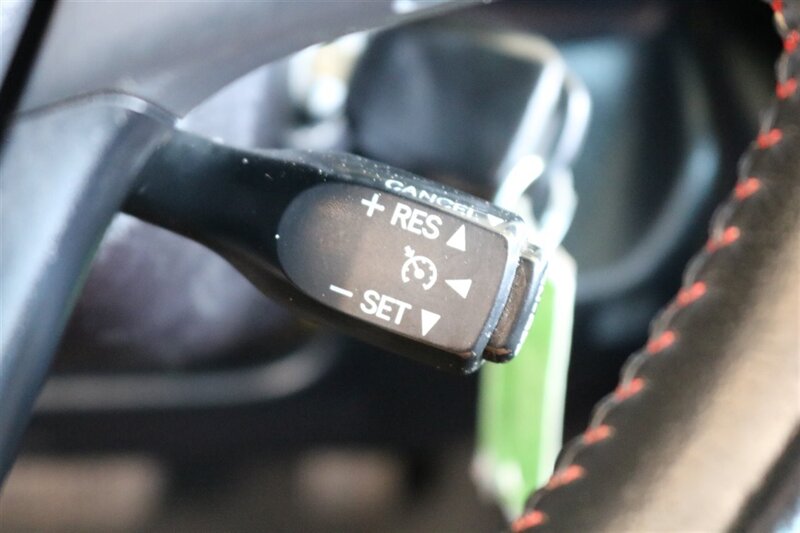 CANCEL ▼
+ RES ▲
◀
− SET ▼